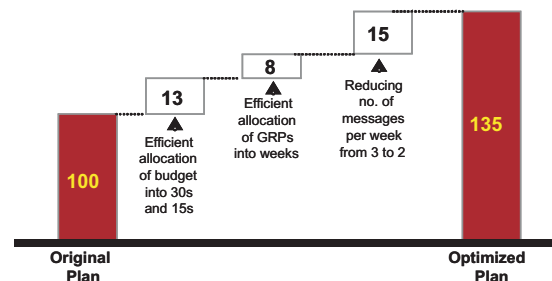 100
Original
Plan
13
Efficient
allocation
of budget
into 30s
and 15s
8
Efficient
allocation
of GRPs
into weeks
15
Reducing
no. of
messages
per week
from 3 to 2
135
Optimized
Plan